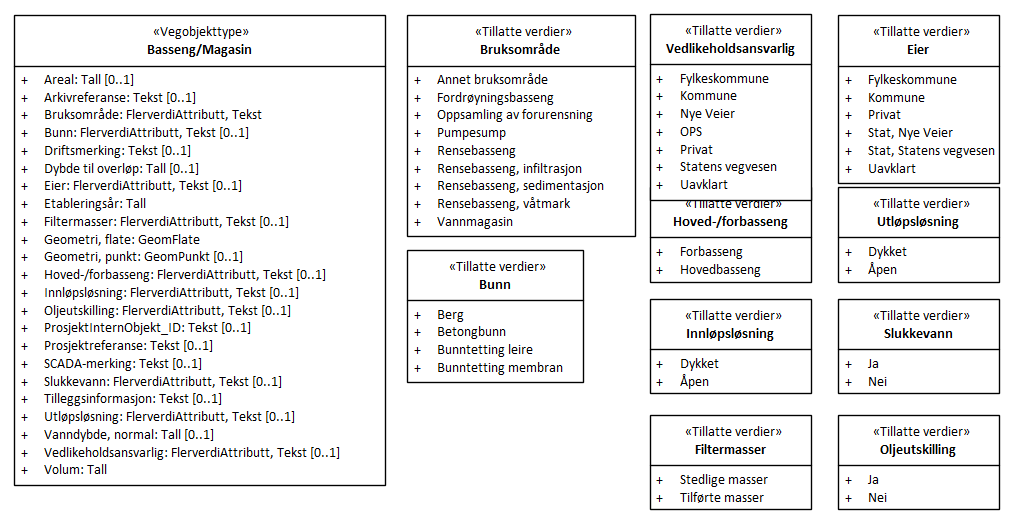 «Vegobjekttype»
Basseng/Magasin
+ Areal: Tall [0..1]
+ Arkivreferanse: Tekst [0..1]
+ Bruksområde: FlerverdiAttributt, Tekst
+ Bunn: FlerverdiAttributt, Tekst [0..1]
+ Driftsmerking: Tekst [0..1]
+ Dybde til overløp: Tall [0..1]
+ Eier: FlerverdiAttributt, Tekst [0..1]
+ Etableringsår: Tall
+ Filtermasser: FlerverdiAttributt, Tekst [0..1]
+ Geometri, flate: GeomFlate
+ Geometri, punkt: GeomPunkt [0..1]
+ Hoved-/forbasseng: FlerverdiAttributt, Tekst [0..1]
+ Innløpsløsning: FlerverdiAttributt, Tekst [0..1]
+ Oljeutskilling: FlerverdiAttributt, Tekst [0..1]
+ ProsjektInternObjekt_ID: Tekst [0..1]
+ Prosjektreferanse: Tekst [0..1]
+ SCADA-merking: Tekst [0..1]
+ Slukkevann: FlerverdiAttributt, Tekst [0..1]
+ Tilleggsinformasjon: Tekst [0..1]
+ Utløpsløsning: FlerverdiAttributt, Tekst [0..1]
+ Vanndybde, normal: Tall [0..1]
+ Vedlikeholdsansvarlig: FlerverdiAttributt, Tekst [0..1]
+ Volum: Tall
«Tillatte verdier»
Bruksområde
+ Annet bruksområde
+ Fordrøyningsbasseng
+ Oppsamling av forurensning
+ Pumpesump
+ Rensebasseng
+ Rensebasseng, infiltrasjon
+ Rensebasseng, sedimentasjon
+ Rensebasseng, våtmark
+ Vannmagasin
«Tillatte verdier»
Bunn
+ Berg
+ Betongbunn
+ Bunntetting leire
+ Bunntetting membran
«Tillatte verdier»
Vedlikeholdsansvarlig
+ Fylkeskommune
+ Kommune
+ Nye Veier
+ OPS
+ Privat
+ Statens vegvesen
+ Uavklart
«Tillatte verdier»
Hoved-/forbasseng
+ Forbasseng
+ Hovedbasseng
«Tillatte verdier»
Innløpsløsning
+ Dykket
+ Åpen
«Tillatte verdier»
Filtermasser
+ Stedlige masser
+ Tilførte masser
«Tillatte verdier»
Eier
+ Fylkeskommune
+ Kommune
+ Privat
+ Stat, Nye Veier
+ Stat, Statens vegvesen
+ Uavklart
«Tillatte verdier»
Utløpsløsning
+ Dykket
+ Åpen
«Tillatte verdier»
Slukkevann
+ Ja
+ Nei
«Tillatte verdier»
Oljeutskilling
+ Ja
+ Nei